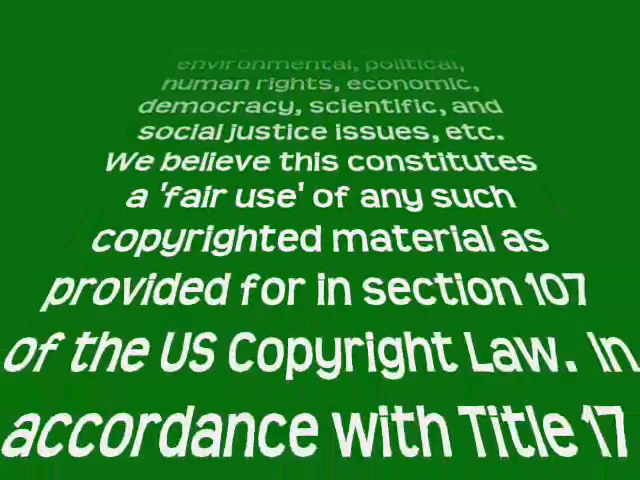 environmental, political,
human rights, economic,
democracy, scientific, and
social justice issues, etc.
We believe this constitutes
a 'fair use' of any such
copyrighted material as
provided for in section 107
of the US Copyright Law. In
accordance with Title 17